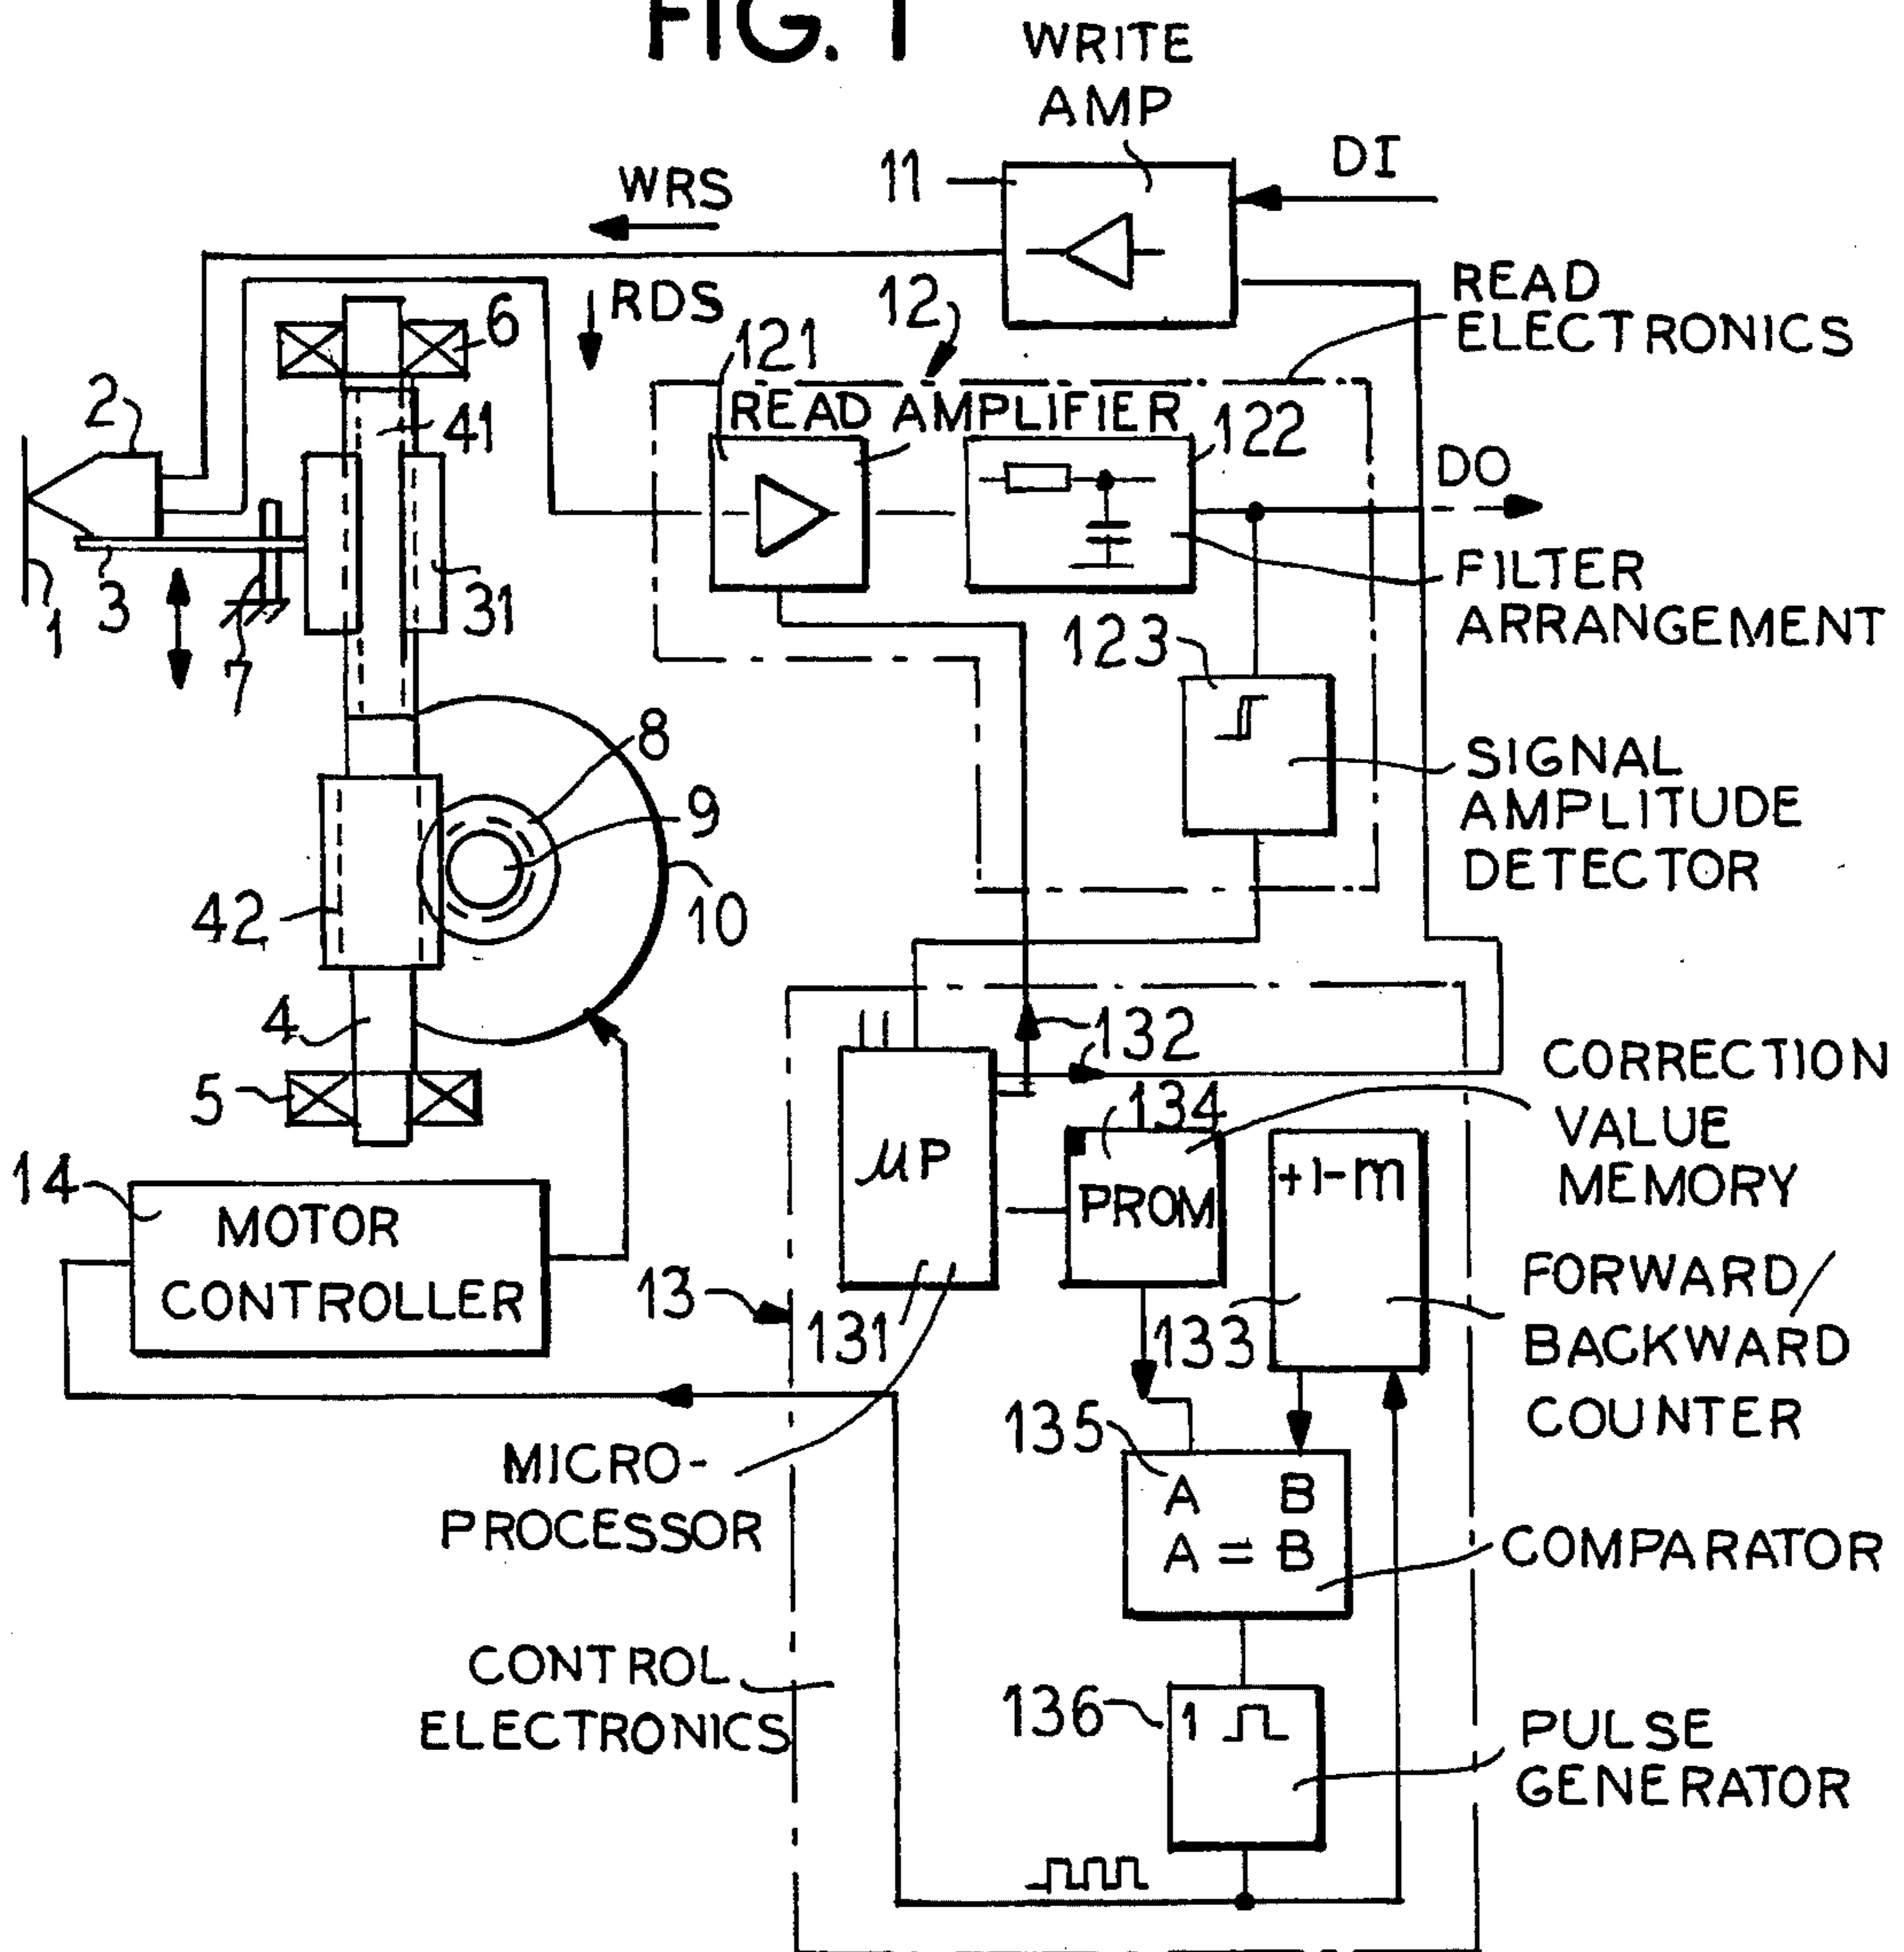 FIG. 1
WRITE
AMP
11
DI
WRS
RDS
12
READ
ELECTRONICS
6
121
READ AMPLIFIER
122
2
41
DO
FILTER
ARRANGEMENT
1
3
7
31
123
8
SIGNAL
AMPLITUDE
DETECTOR
9
10
42
4
132
CORRECTION
VALUE
MEMORY
5
134
μP
PROM
+1-m
14
MOTOR
CONTROLLER
13
131
133
FORWARD/
BACKWARD
COUNTER
135
A B
A = B
MICRO-
PROCESSOR
COMPARATOR
CONTROL
ELECTRONICS
136
1
PULSE
GENERATOR